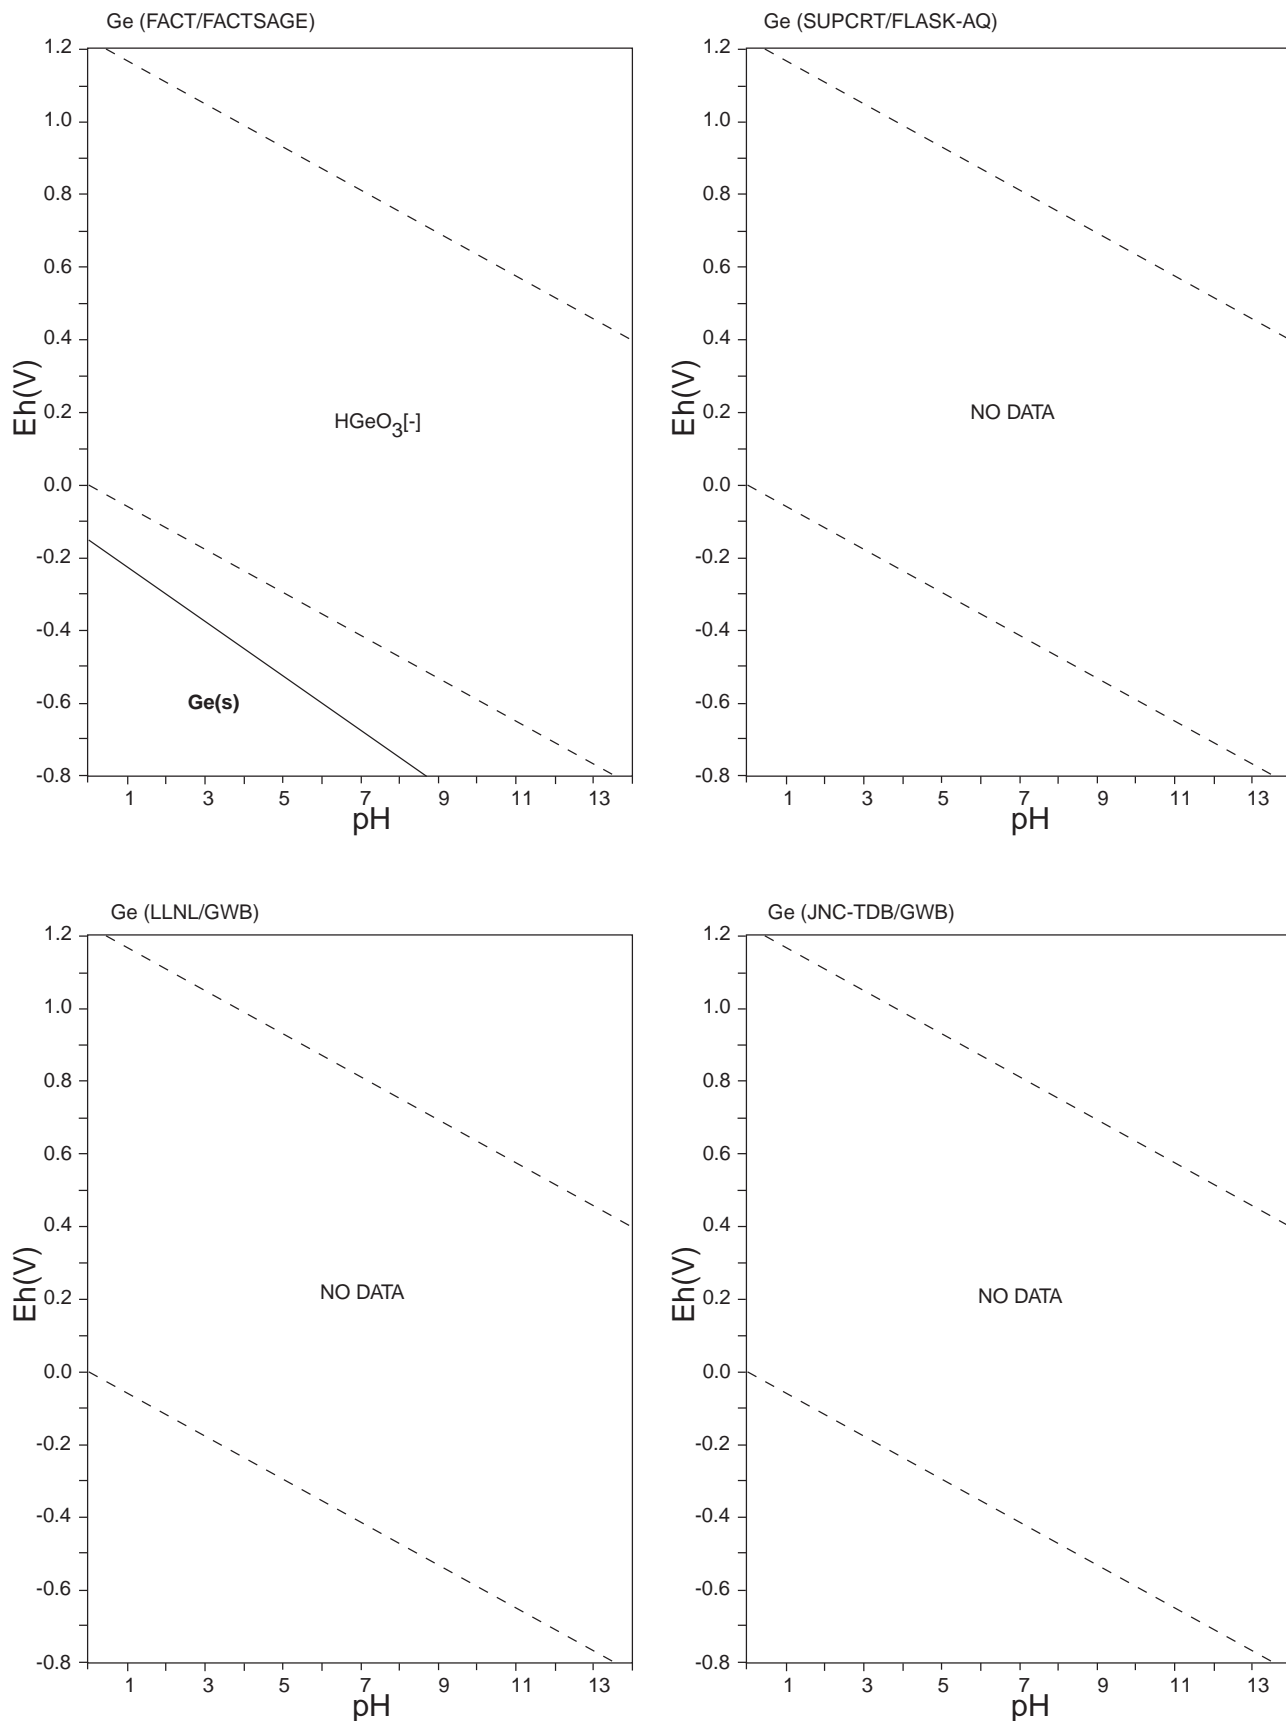 Ge (FACT/FACTSAGE)
1.2
1.0
0.8
0.6
0.4
0.2
0.0
-0.2
-0.4
-0.6
-0.8
Eh(V)
HGeO3[-]
Ge(s)
1 3 5 7 9 11 13
pH
Ge (SUPCRT/FLASK-AQ)
1.2
1.0
0.8
0.6
0.4
0.2
0.0
-0.2
-0.4
-0.6
-0.8
Eh(V)
NO DATA
1 3 5 7 9 11 13
pH
Ge (LLNL/GWB)
1.2
1.0
0.8
0.6
0.4
0.2
0.0
-0.2
-0.4
-0.6
-0.8
Eh(V)
NO DATA
1 3 5 7 9 11 13
pH
Ge (JNC-TDB/GWB)
1.2
1.0
0.8
0.6
0.4
0.2
0.0
-0.2
-0.4
-0.6
-0.8
Eh(V)
NO DATA
1 3 5 7 9 11 13
pH